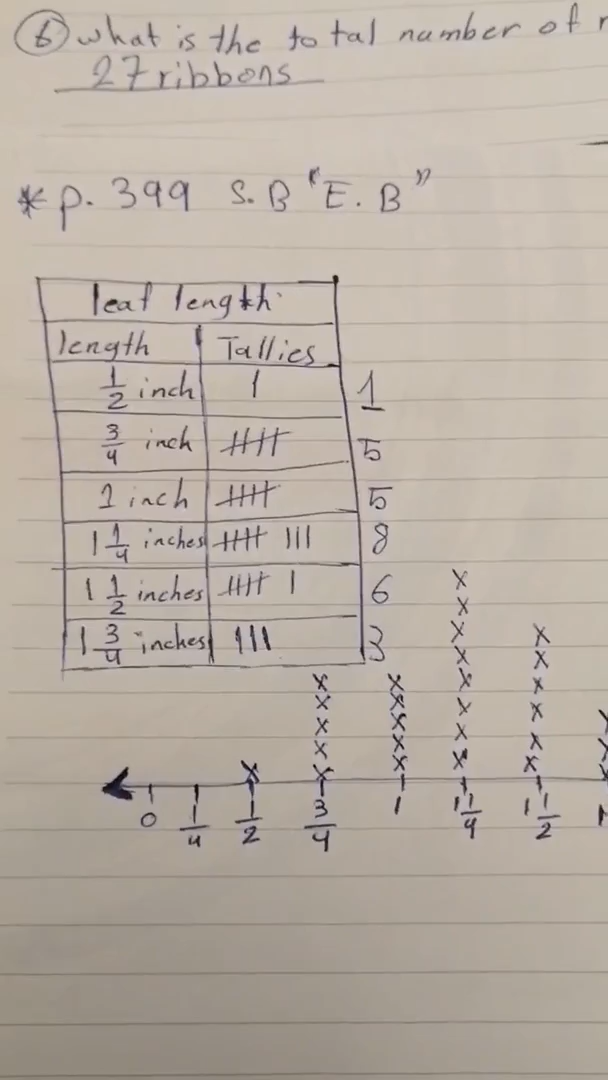 6 what is the total number of
27 ribbons
* p. 399 S.B "E.B"
leaf length
length Tallies
1/2 inch 1
3/4 inch 5
1 inch 5
1 1/4 inches 8
1 1/2 inches 6
1 3/4 inches 3
0 1/4 1/2 3/4 1 1 1/4 1 1/2